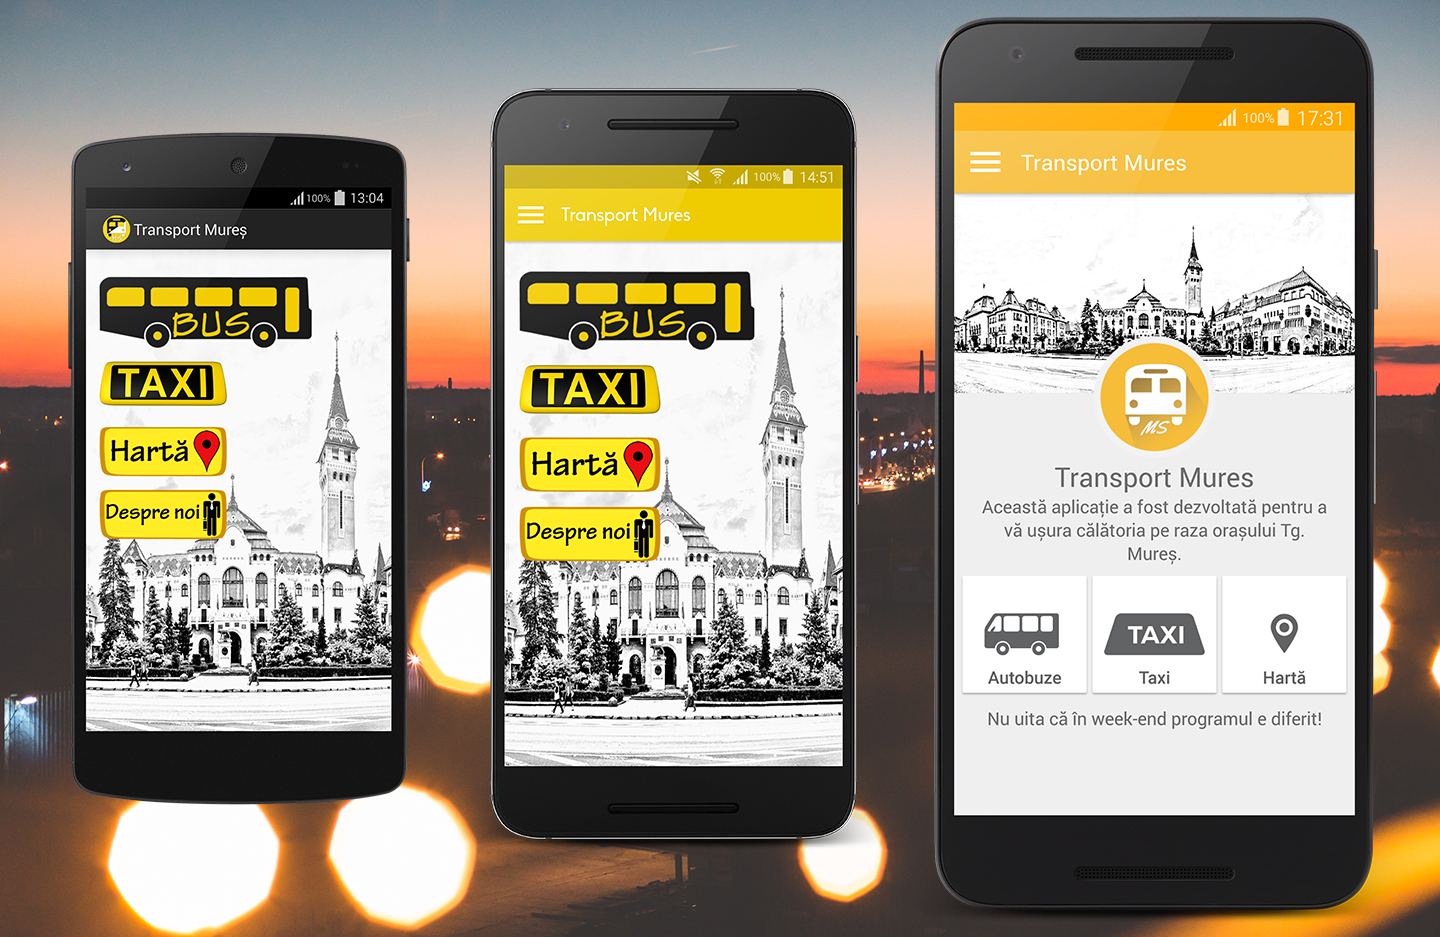 100% 13:04
Transport Mureș
BUS
TAXI
Hartă
Despre noi
100% 14:51
Transport Mures
BUS
TAXI
Hartă
Despre noi
100% 17:31
Transport Mures
MS
Transport Mures
Această aplicație a fost dezvoltată pentru a
vă ușura călătoria pe raza orașului Tg.
Mureș.
TAXI
Autobuze
Taxi
Hartă
Nu uita că în week-end programul e diferit!